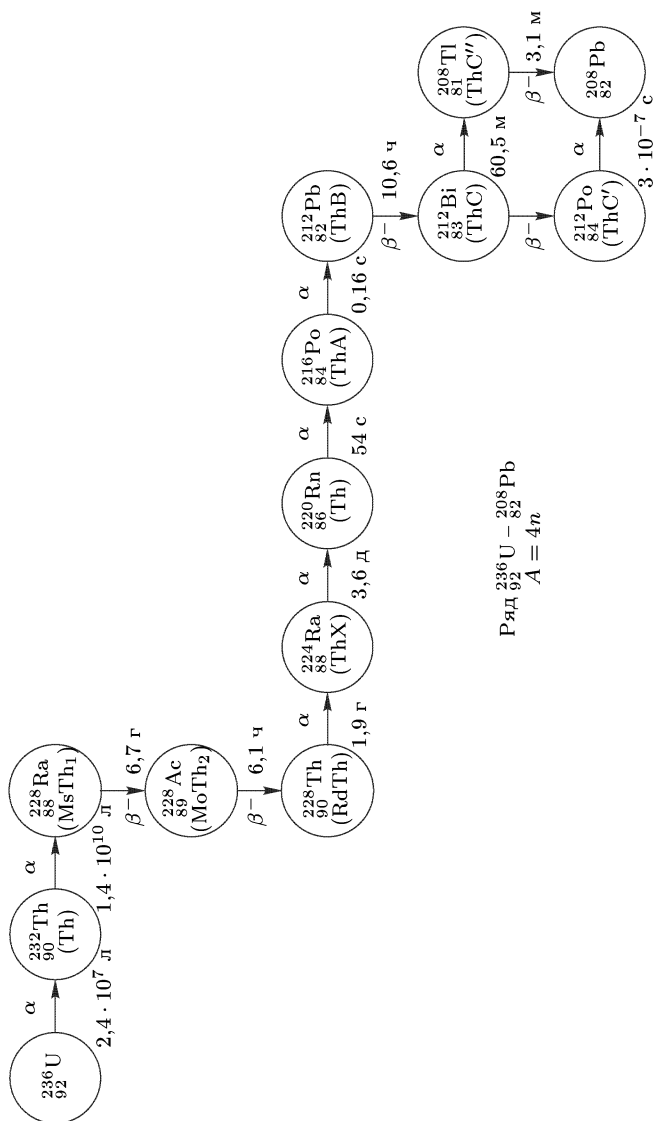 ²³⁶₉₂U
α
2,4 · 10⁷ л
²³²₉₀Th
(Th)
α
1,4 · 10¹⁰ л
²²⁸₈₈Ra
(MsTh₁)
β⁻ 6,7 г
²²⁸₈₉Ac
(MoTh₂)
β⁻ 6,1 ч
²²⁸₉₀Th
(RdTh)
α
1,9 г
²²⁴₈₈Ra
(ThX)
α
3,6 д
²²⁰₈₆Rn
(Th)
α
54 с
²¹⁶₈₄Po
(ThA)
α
0,16 с
²¹²₈₂Pb
(ThB)
β⁻ 10,6 ч
²¹²₈₃Bi
(ThC)
α
60,5 м
²⁰⁸₈₁Tl
(ThC″)
β⁻ 3,1 м
β⁻
²¹²₈₄Po
(ThC′)
α
3 · 10⁻⁷ с
²⁰⁸₈₂Pb
Ряд ²³⁶₉₂U – ²⁰⁸₈₂Pb
A = 4n